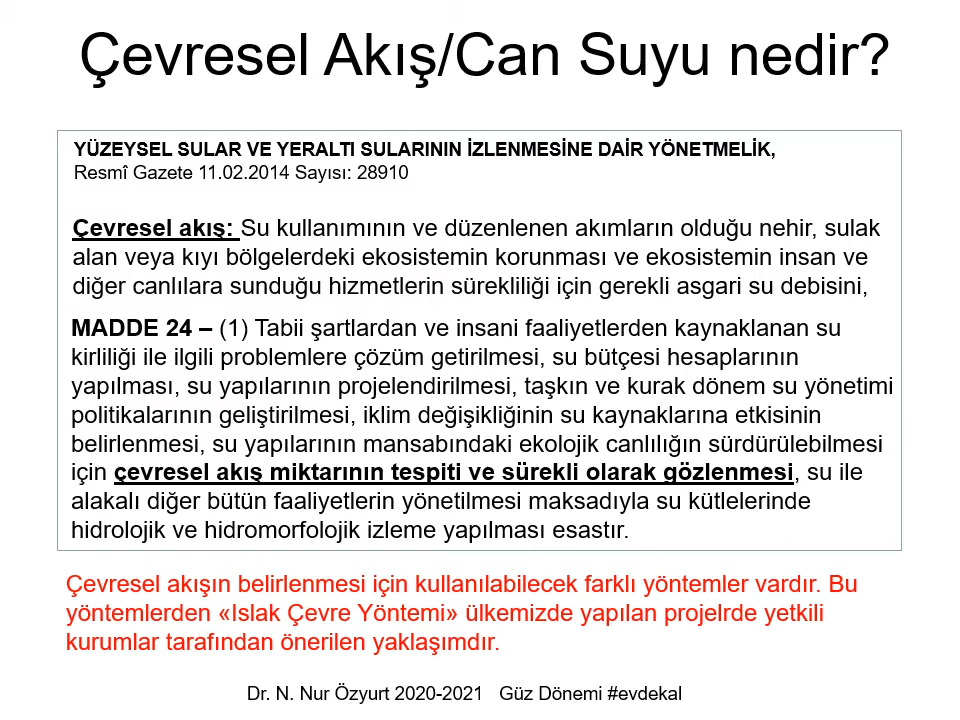 Çevresel Akış/Can Suyu nedir?
YÜZEYSEL SULAR VE YERALTI SULARININ İZLENMESİNE DAİR YÖNETMELİK,
Resmî Gazete 11.02.2014 Sayısı: 28910
Çevresel akış: Su kullanımının ve düzenlenen akımların olduğu nehir, sulak
alan veya kıyı bölgelerdeki ekosistemin korunması ve ekosistemin insan ve
diğer canlılara sunduğu hizmetlerin sürekliliği için gerekli asgari su debisini,
MADDE 24 – (1) Tabii şartlardan ve insani faaliyetlerden kaynaklanan su
kirliliği ile ilgili problemlere çözüm getirilmesi, su bütçesi hesaplarının
yapılması, su yapılarının projelendirilmesi, taşkın ve kurak dönem su yönetimi
politikalarının geliştirilmesi, iklim değişikliğinin su kaynaklarına etkisinin
belirlenmesi, su yapılarının mansabındaki ekolojik canlılığın sürdürülebilmesi
için çevresel akış miktarının tespiti ve sürekli olarak gözlenmesi, su ile
alakalı diğer bütün faaliyetlerin yönetilmesi maksadıyla su kütlelerinde
hidrolojik ve hidromorfolojik izleme yapılması esastır.
Çevresel akışın belirlenmesi için kullanılabilecek farklı yöntemler vardır. Bu
yöntemlerden «Islak Çevre Yöntemi» ülkemizde yapılan projelrde yetkili
kurumlar tarafından önerilen yaklaşımdır.
Dr. N. Nur Özyurt 2020-2021 Güz Dönemi #evdekal